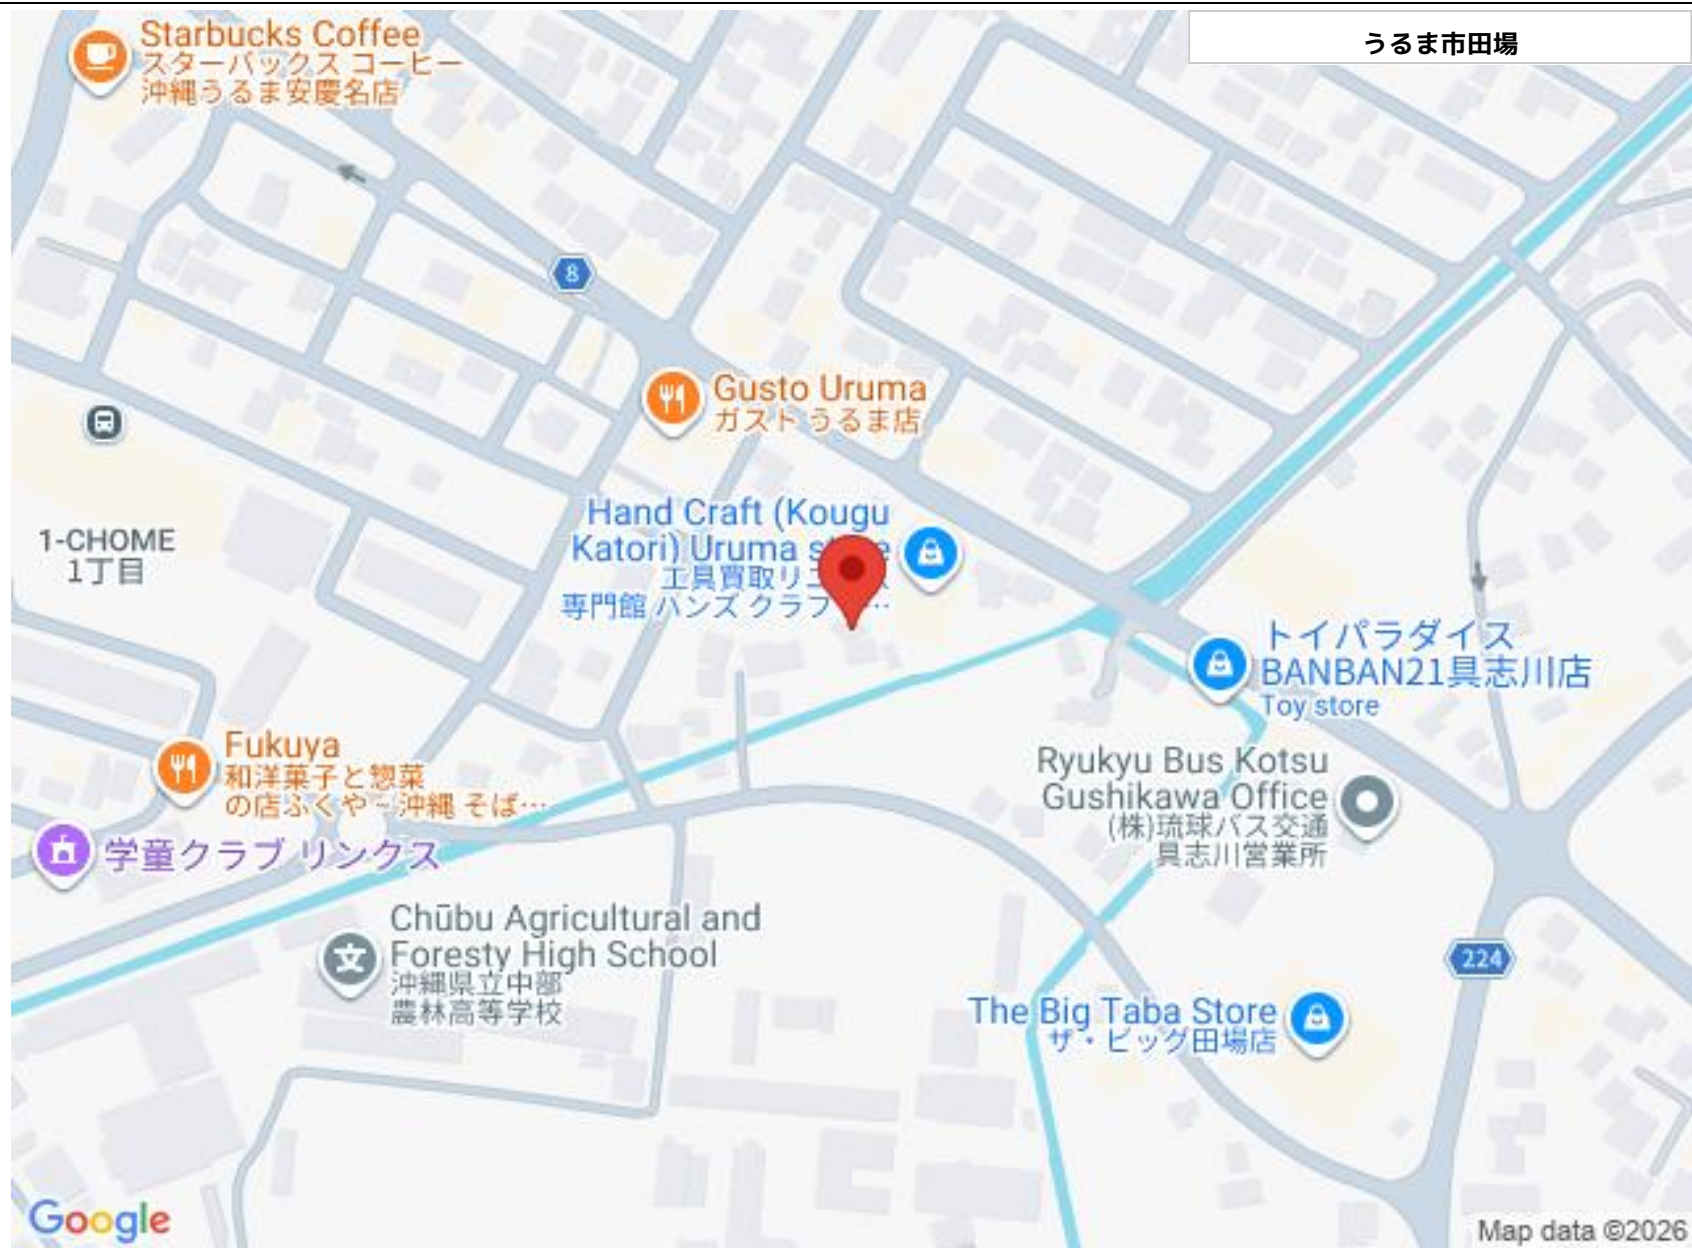 うるま市田場
Starbucks Coffee
スターバックス コーヒー
沖縄うるま安慶名店
8
Gusto Uruma
ガスト うるま店
Hand Craft (Kougu
Katori) Uruma s e
工具買取リ
専門館 ハンズ クラフ …
1-CHOME
1丁目
トイパラダイス
BANBAN21具志川店
Toy store
Fukuya
和洋菓子と惣菜
の店ふくや - 沖縄 そば…
Ryukyu Bus Kotsu
Gushikawa Office
(株)琉球バス交通
具志川営業所
学童クラブ リンクス
Chūbu Agricultural and
Foresty High School
沖縄県立中部
農林高等学校
224
The Big Taba Store
ザ・ビッグ田場店
Google
Map data ©2026